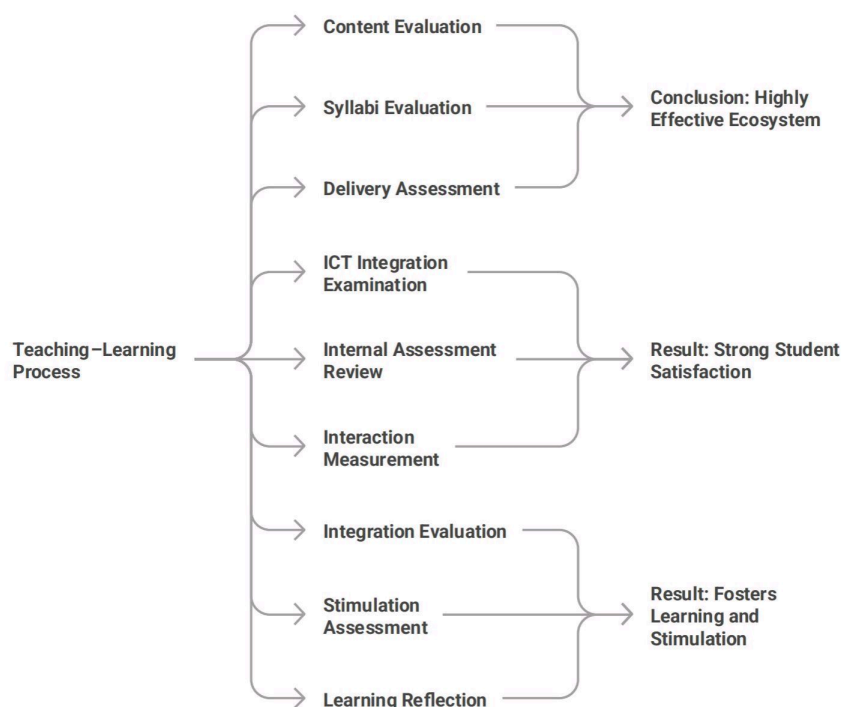 Content Evaluation
Syllabi Evaluation
Conclusion: Highly
Effective Ecosystem
Delivery Assessment
ICT Integration
Examination
Teaching–Learning
Process
Internal Assessment
Review
Result: Strong Student
Satisfaction
Interaction
Measurement
Integration Evaluation
Stimulation
Assessment
Result: Fosters
Learning and
Stimulation
Learning Reflection